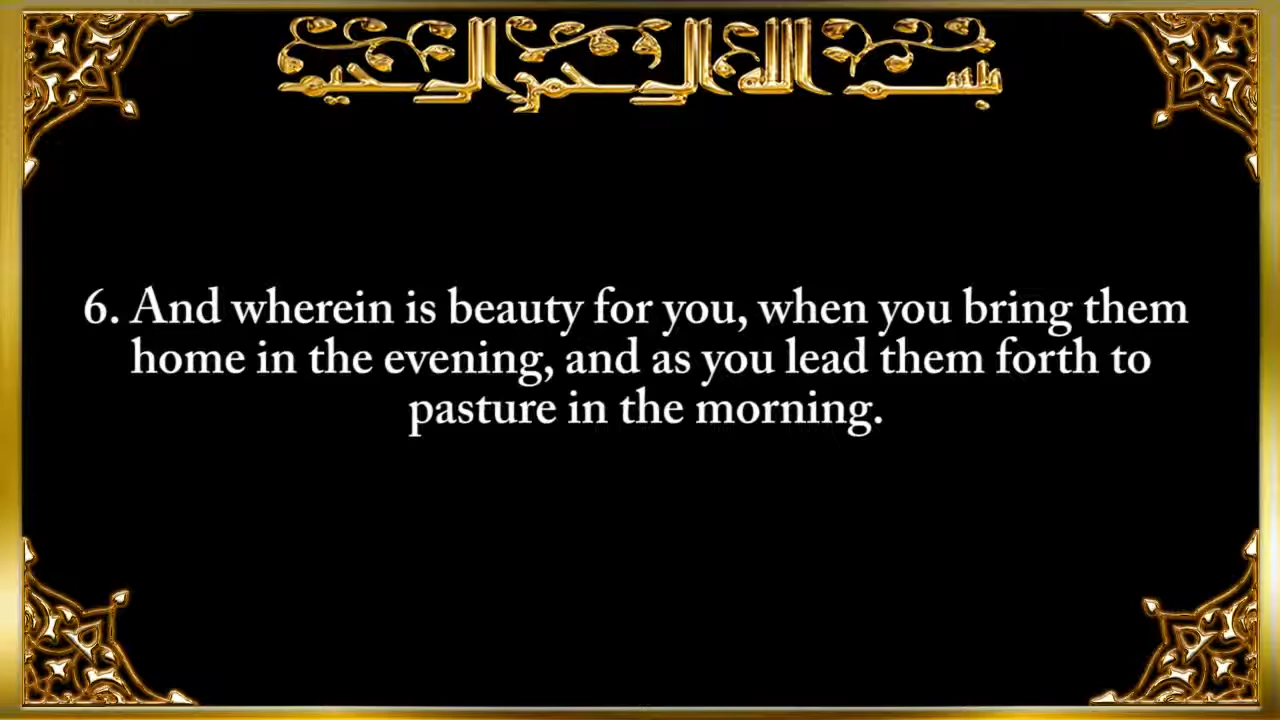 بسم الله الرحمن الرحيم
6. And wherein is beauty for you, when you bring them
home in the evening, and as you lead them forth to
pasture in the morning.